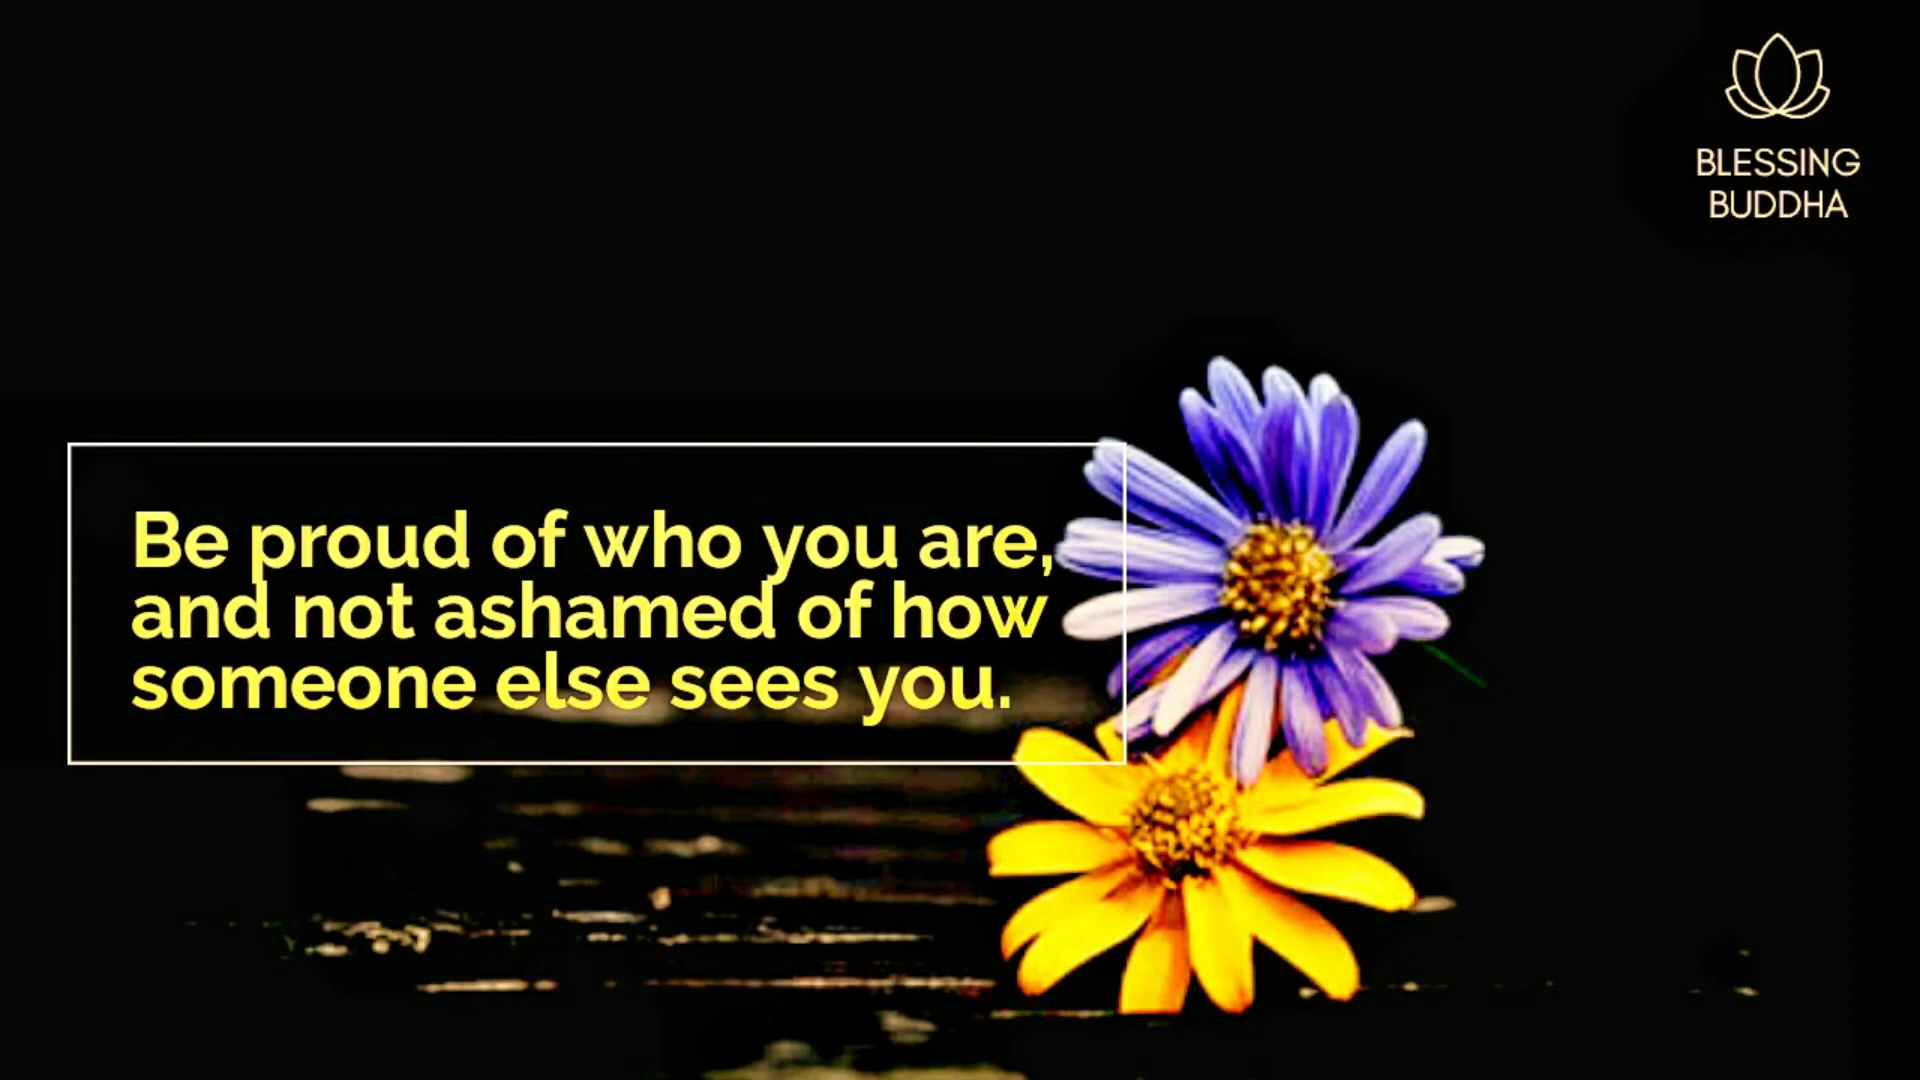 BLESSING
BUDDHA
Be proud of who you are,
and not ashamed of how
someone else sees you.